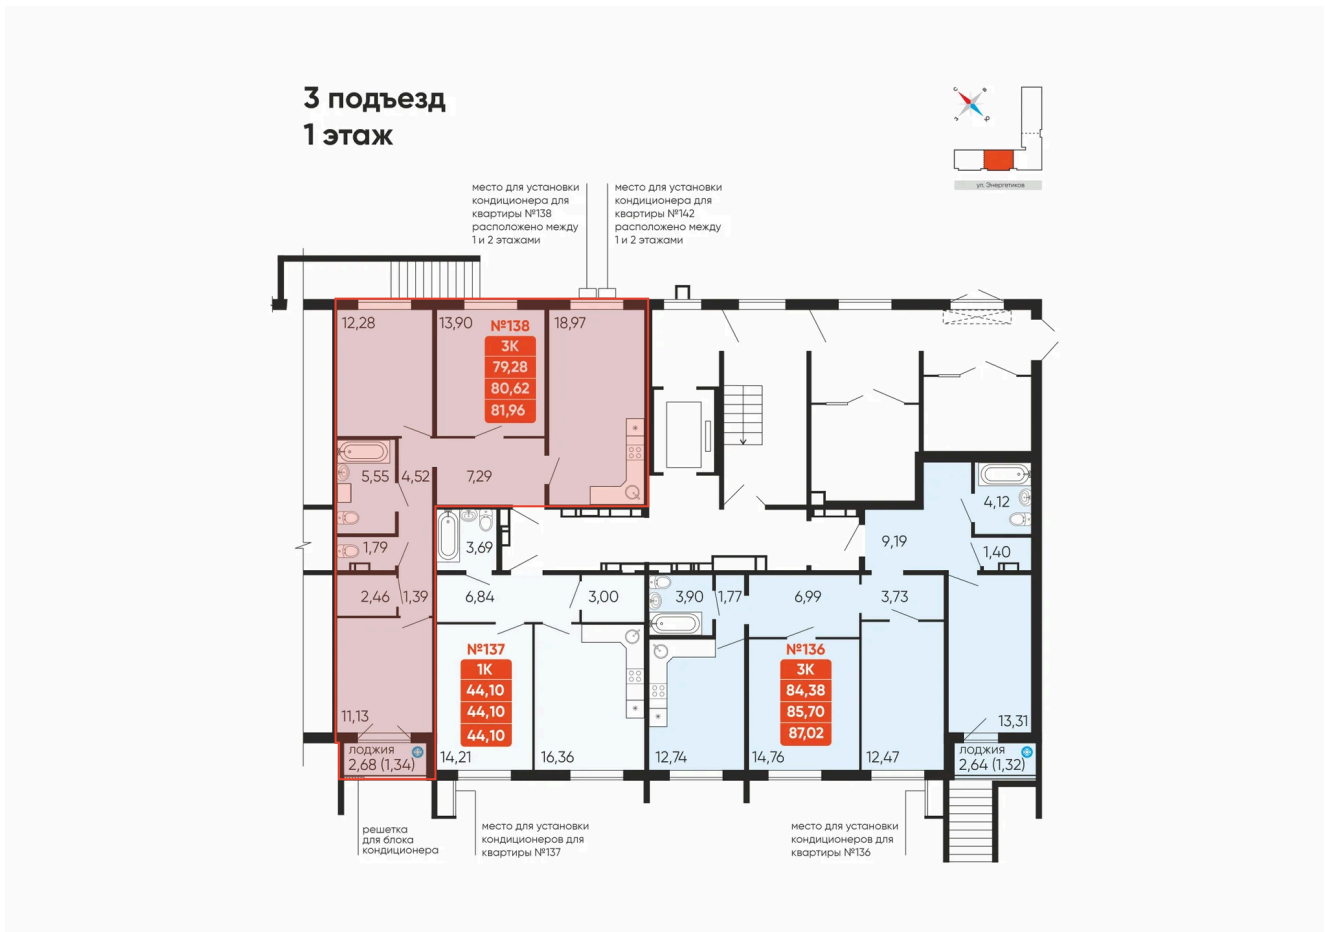 3 подъезд
1 этаж
С
В
З
Ю
ул. Энергетиков
место для установки
кондиционера для
квартиры №138
расположено между
1 и 2 этажами
место для установки
кондиционера для
квартиры №142
расположено между
1 и 2 этажами
12,28
13,90
№138
3К
79,28
80,62
81,96
18,97
5,55
4,52
7,29
4,12
1,79
3,69
9,19
1,40
2,46
1,39
6,84
3,00
3,90
1,77
6,99
3,73
№137
1К
44,10
44,10
44,10
№136
3К
84,38
85,70
87,02
11,13
13,31
лоджия
2,68 (1,34)
14,21
16,36
12,74
14,76
12,47
лоджия
2,64 (1,32)
решетка
для блока
кондиционера
место для установки
кондиционеров для
квартиры №137
место для установки
кондиционеров для
квартиры №136